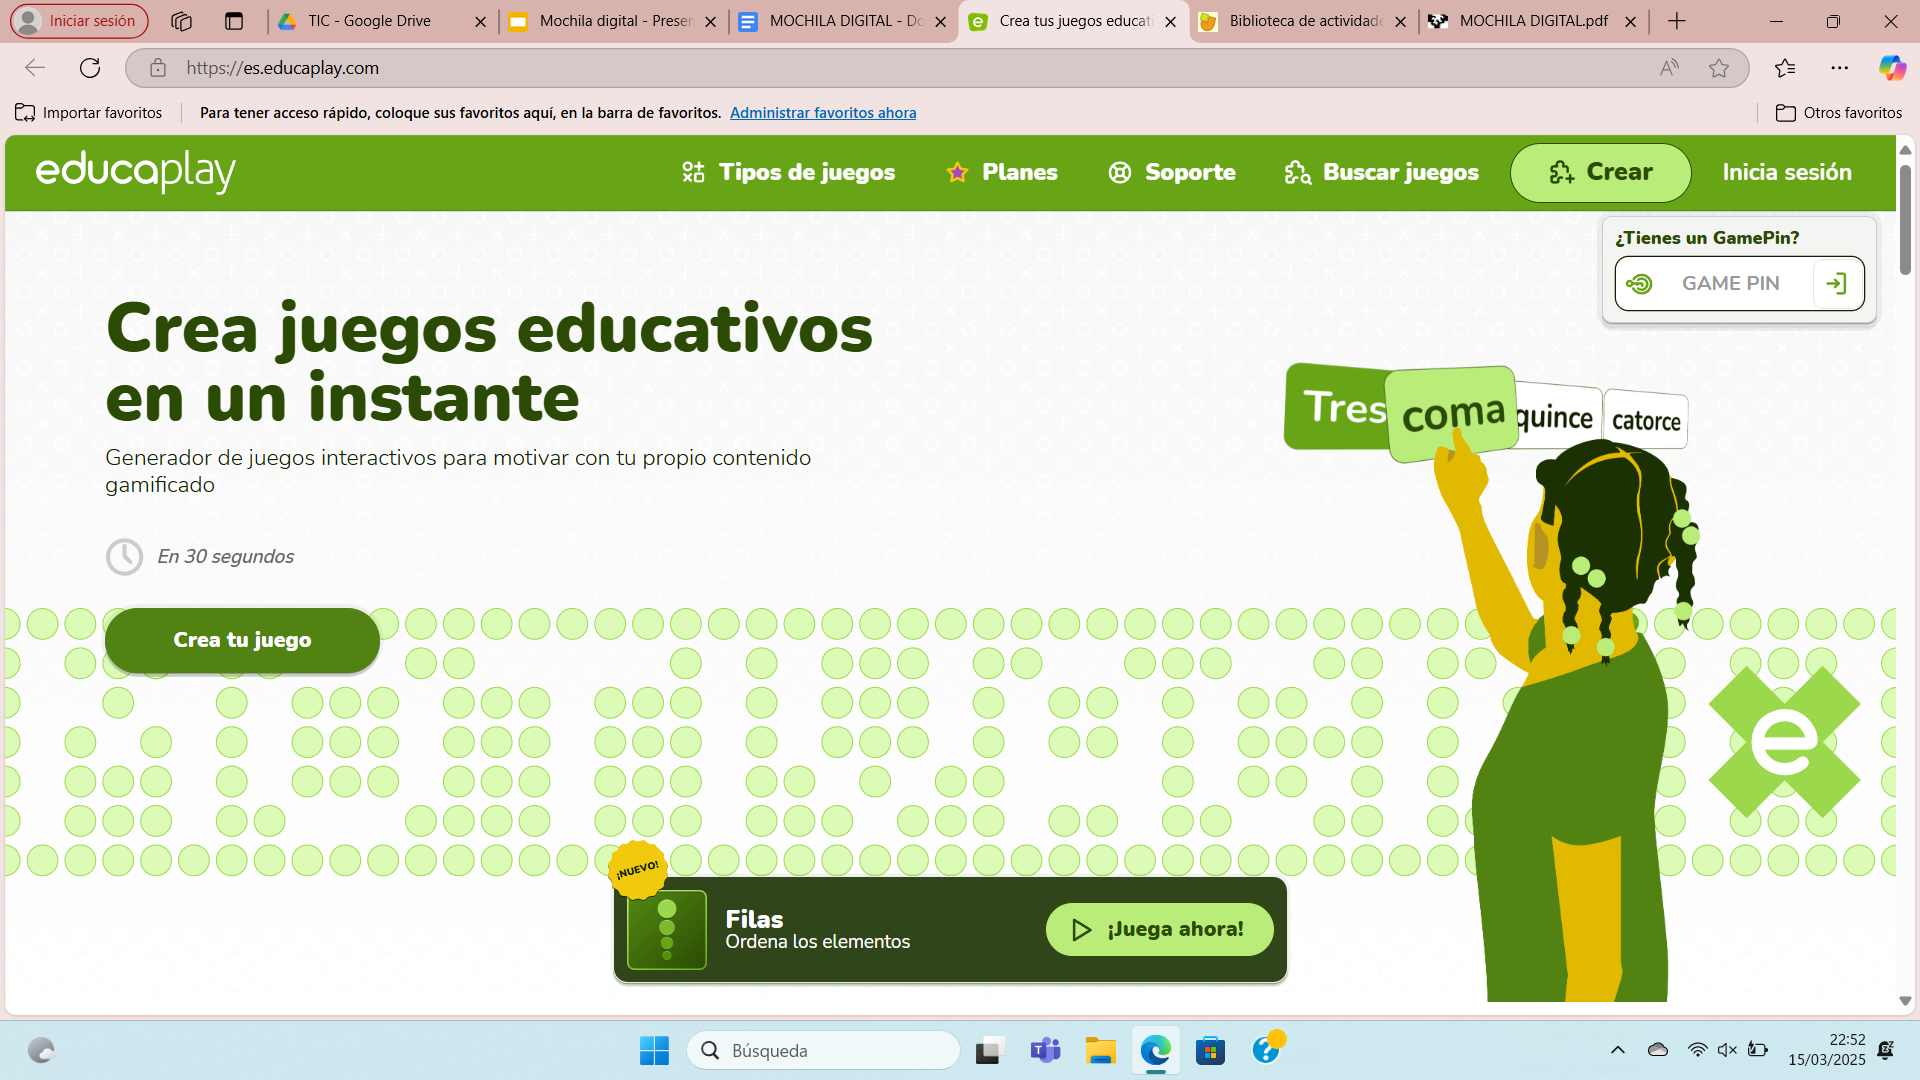 Iniciar sesión
TIC - Google Drive
Mochila digital - Presen
MOCHILA DIGITAL - Do
Crea tus juegos educati
Biblioteca de actividade
MOCHILA DIGITAL.pdf
https://es.educaplay.com
Importar favoritos
Para tener acceso rápido, coloque sus favoritos aquí, en la barra de favoritos. Administrar favoritos ahora
Otros favoritos
educaplay
Tipos de juegos
Planes
Soporte
Buscar juegos
Crear
Inicia sesión
¿Tienes un GamePin?
GAME PIN
Crea juegos educativos
en un instante
Generador de juegos interactivos para motivar con tu propio contenido
gamificado
En 30 segundos
Crea tu juego
Tres
coma
quince
catorce
e
¡NUEVO!
Filas
Ordena los elementos
¡Juega ahora!
Búsqueda
22:52
15/03/2025